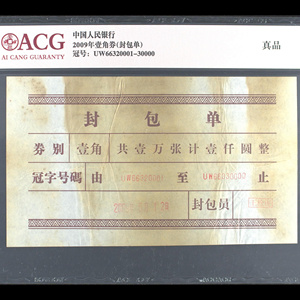 ACG
AI CANG GUARANTY
中国人民银行
2009年壹角券(封包单)
冠号: UW66320001-30000
真品
封包单
券别 壹角 共壹万张计壹仟圆整
冠字号码 由 至 止
封包员